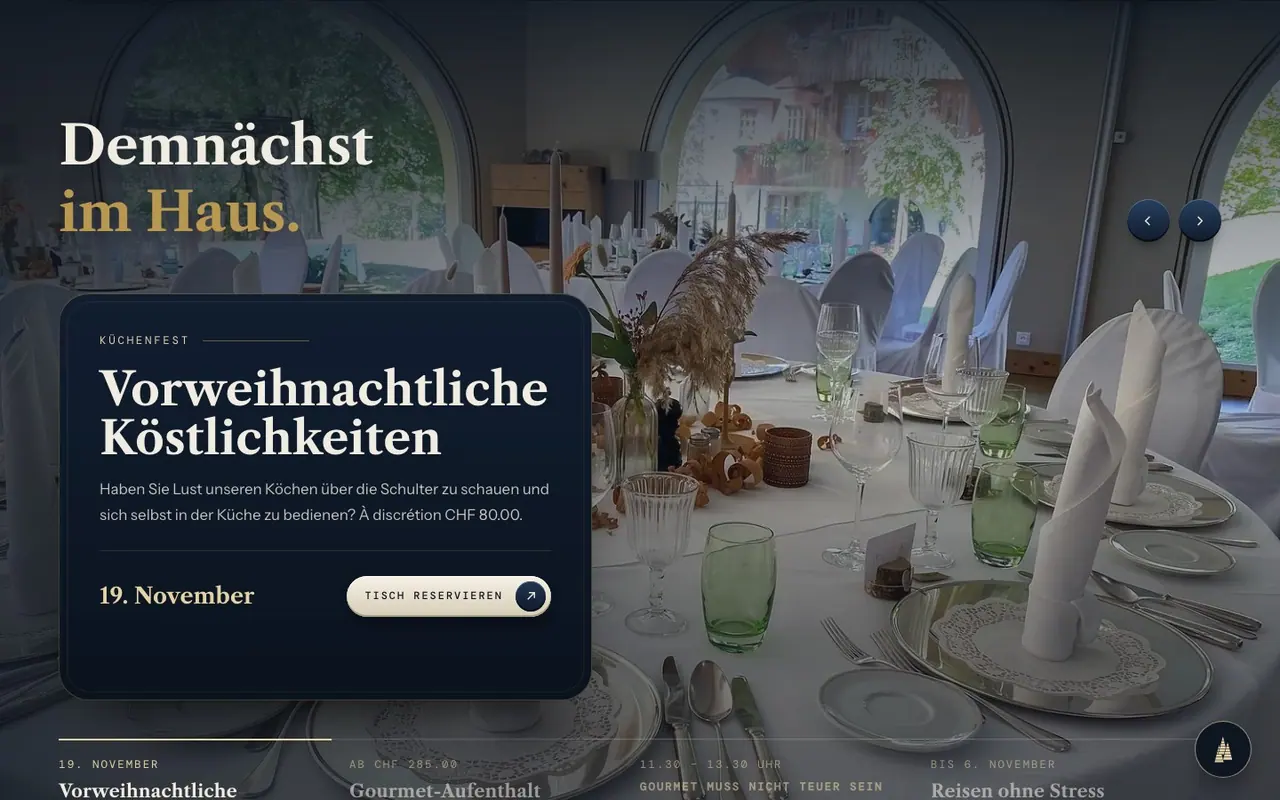 Demnächst
im Haus.
KÜCHENFEST
Vorweihnachtliche
Köstlichkeiten
Haben Sie Lust unseren Köchen über die Schulter zu schauen und
sich selbst in der Küche zu bedienen? À discrétion CHF 80.00.
19. November
TISCH RESERVIEREN
19. NOVEMBER
Vorweihnachtliche
AB CHF 285.00
Gourmet-Aufenthalt
11.30 – 13.30 UHR
GOURMET MUSS NICHT TEUER SEIN
BIS 6. NOVEMBER
Reisen ohne Stress